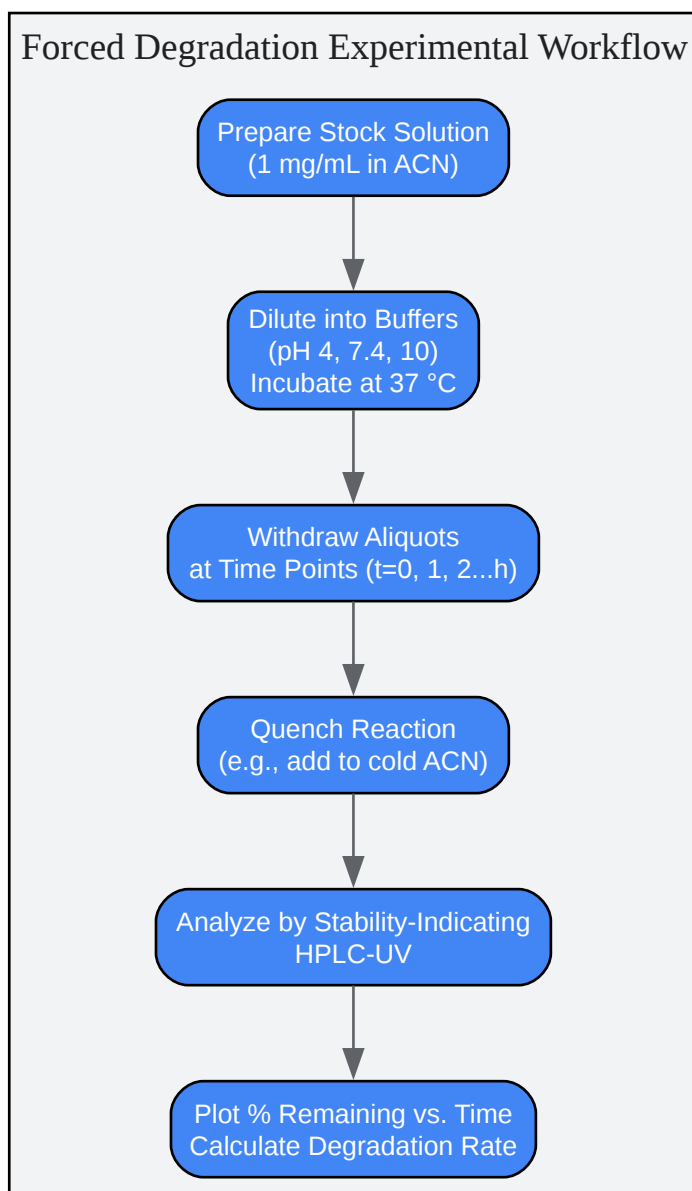 Forced Degradation Experimental Workflow
Prepare Stock Solution
(1 mg/mL in ACN)
Dilute into Buffers
(pH 4, 7.4, 10)
Incubate at 37 °C
Withdraw Aliquots
at Time Points (t=0, 1, 2...h)
Quench Reaction
(e.g., add to cold ACN)
Analyze by Stability-Indicating
HPLC-UV
Plot % Remaining vs. Time
Calculate Degradation Rate